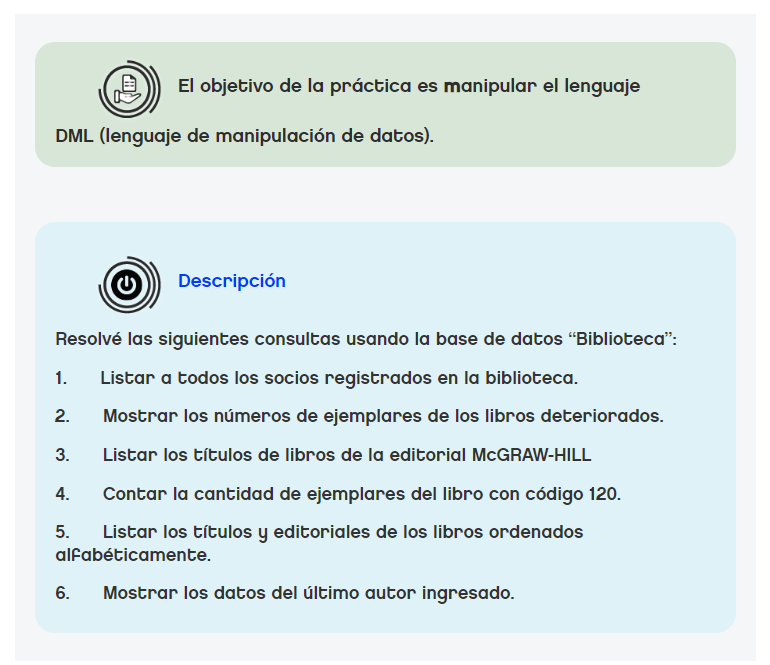 El objetivo de la práctica es manipular el lenguaje
DML (lenguaje de manipulación de datos).
Descripción
Resolvé las siguientes consultas usando la base de datos “Biblioteca”:
1. Listar a todos los socios registrados en la biblioteca.
2. Mostrar los números de ejemplares de los libros deteriorados.
3. Listar los títulos de libros de la editorial McGRAW-HILL
4. Contar la cantidad de ejemplares del libro con código 120.
5. Listar los títulos y editoriales de los libros ordenados
alfabéticamente.
6. Mostrar los datos del último autor ingresado.